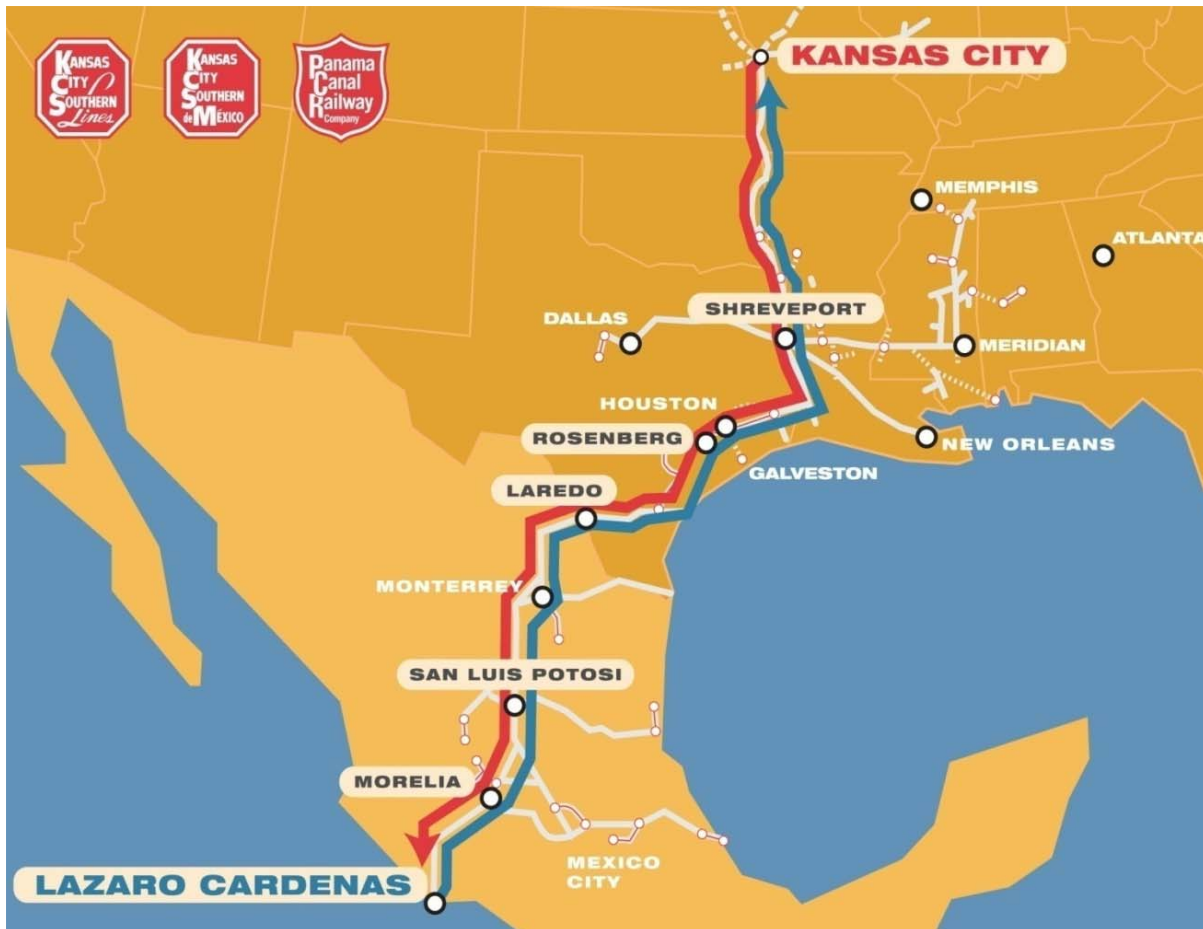 KANSAS
CITY
SOUTHERN
Lines
KANSAS
CITY
SOUTHERN
de MÉXICO
Panama
Canal
Railway
Company
KANSAS CITY
MEMPHIS
ATLANTA
SHREVEPORT
DALLAS
MERIDIAN
HOUSTON
ROSENBERG
NEW ORLEANS
GALVESTON
LAREDO
MONTERREY
SAN LUIS POTOSI
MORELIA
MEXICO
CITY
LAZARO CARDENAS